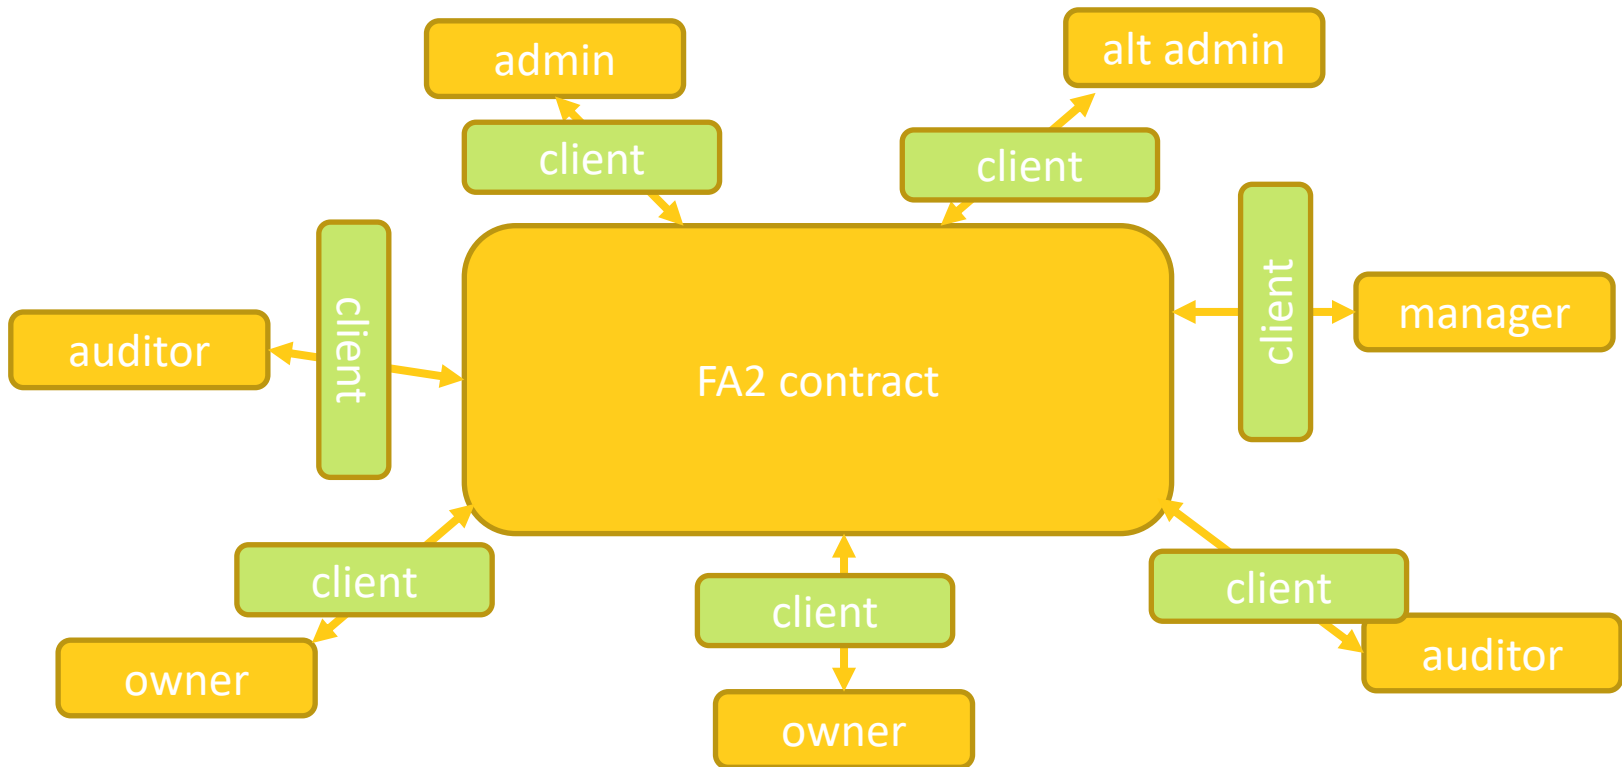 admin
alt admin
client
client
client
client
auditor
manager
FA2 contract
client
client
client
owner
owner
auditor